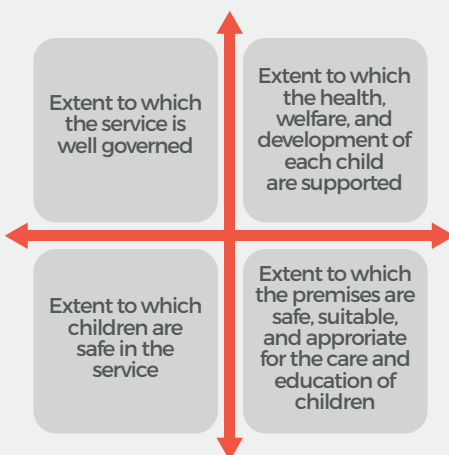 Extent to which
the service is
well governed
Extent to which
the health,
welfare, and
development of
each child
are supported
Extent to which
children are
safe in the
service
Extent to which
the premises are
safe, suitable,
and approriate
for the care and
education of
children